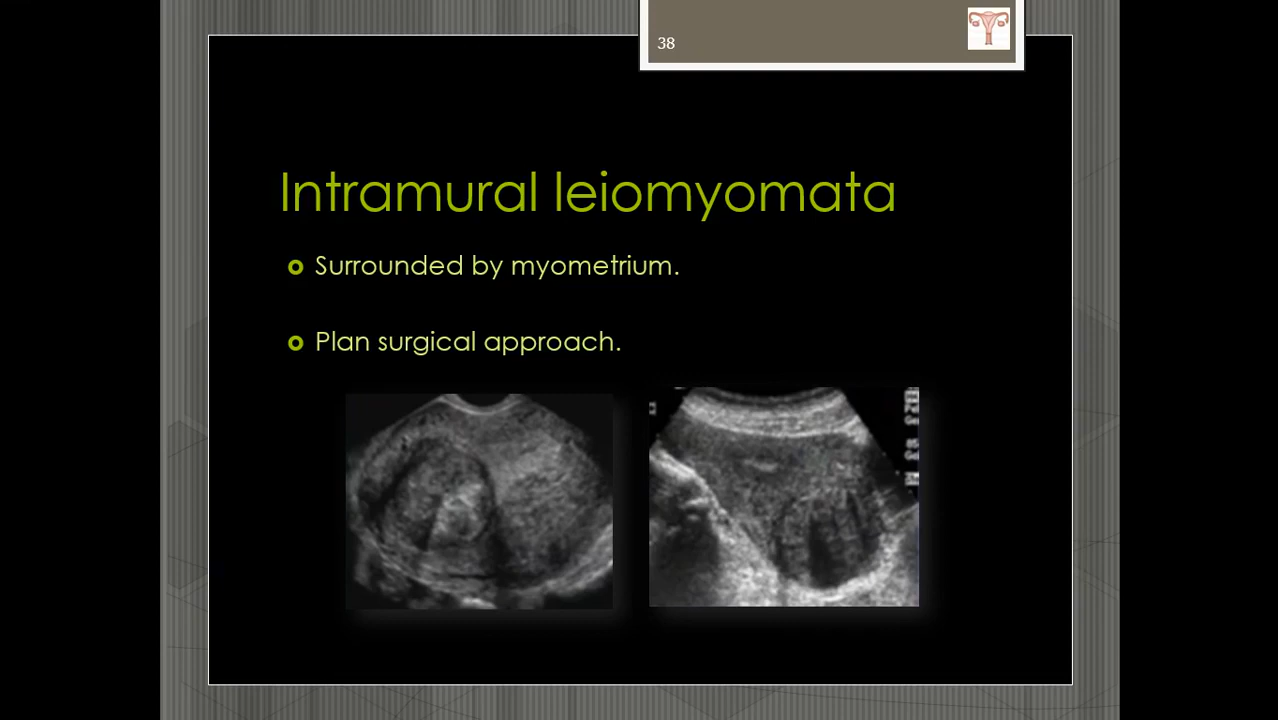 38
Intramural leiomyomata
Surrounded by myometrium.
Plan surgical approach.